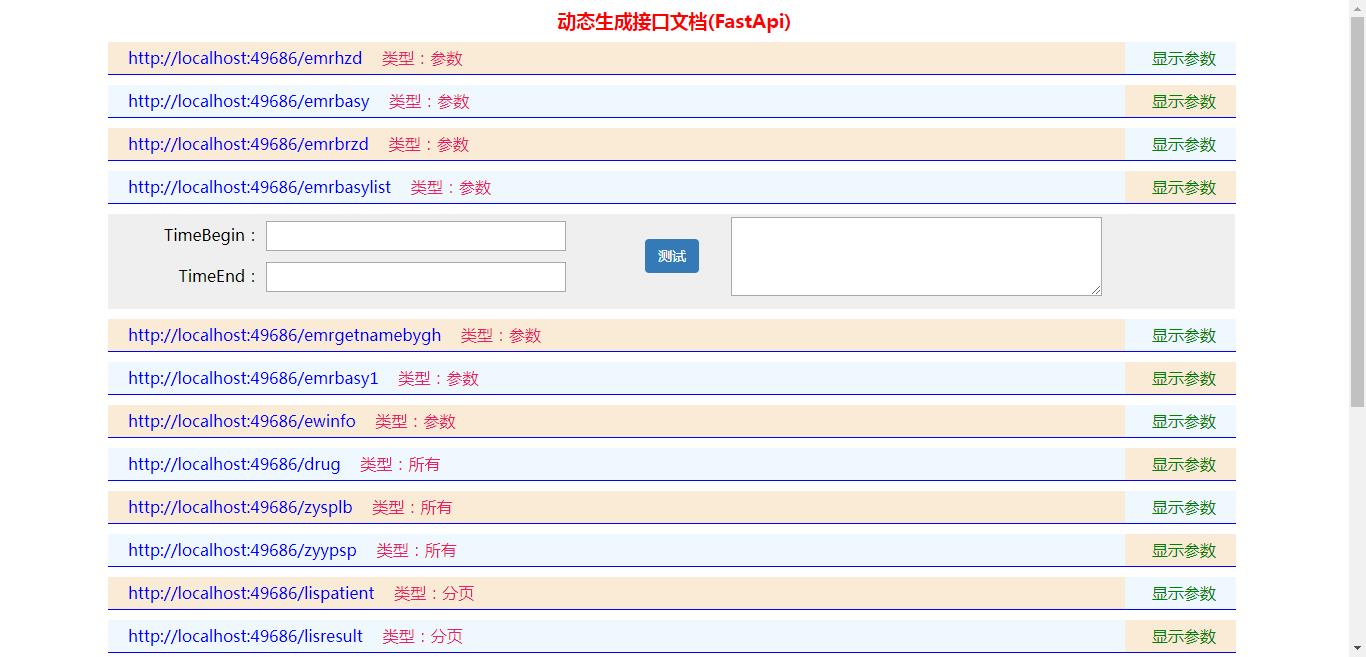 动态生成接口文档(FastApi)
http://localhost:49686/emrhzd 类型：参数 显示参数
http://localhost:49686/emrbasy 类型：参数 显示参数
http://localhost:49686/emrbrzd 类型：参数 显示参数
http://localhost:49686/emrbasylist 类型：参数 显示参数
TimeBegin：
测试
TimeEnd：
http://localhost:49686/emrgetnamebygh 类型：参数 显示参数
http://localhost:49686/emrbasy1 类型：参数 显示参数
http://localhost:49686/ewinfo 类型：参数 显示参数
http://localhost:49686/drug 类型：所有 显示参数
http://localhost:49686/zysplb 类型：所有 显示参数
http://localhost:49686/zyypsp 类型：所有 显示参数
http://localhost:49686/lispatient 类型：分页 显示参数
http://localhost:49686/lisresult 类型：分页 显示参数